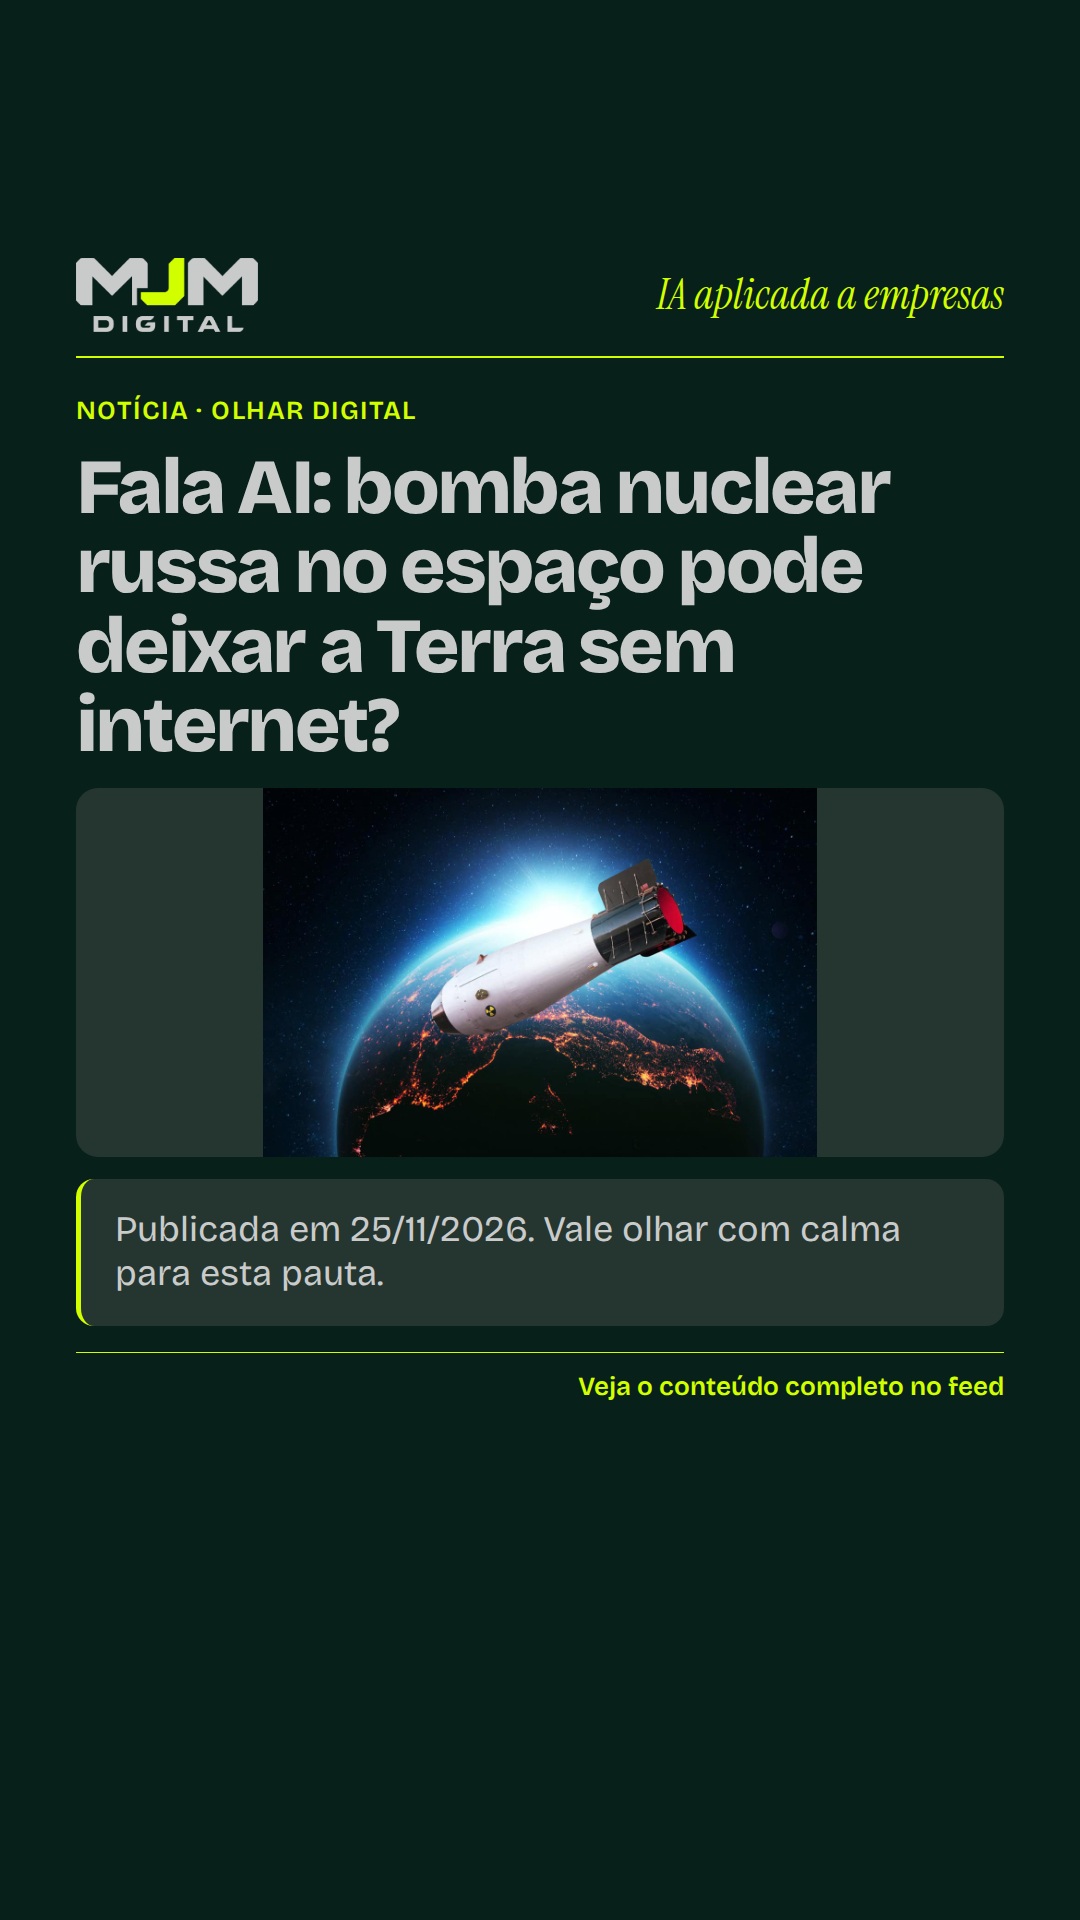 MJM
DIGITAL
IA aplicada a empresas
NOTÍCIA · OLHAR DIGITAL
Fala AI: bomba nuclear
russa no espaço pode
deixar a Terra sem
internet?
Publicada em 25/11/2026. Vale olhar com calma
para esta pauta.
Veja o conteúdo completo no feed